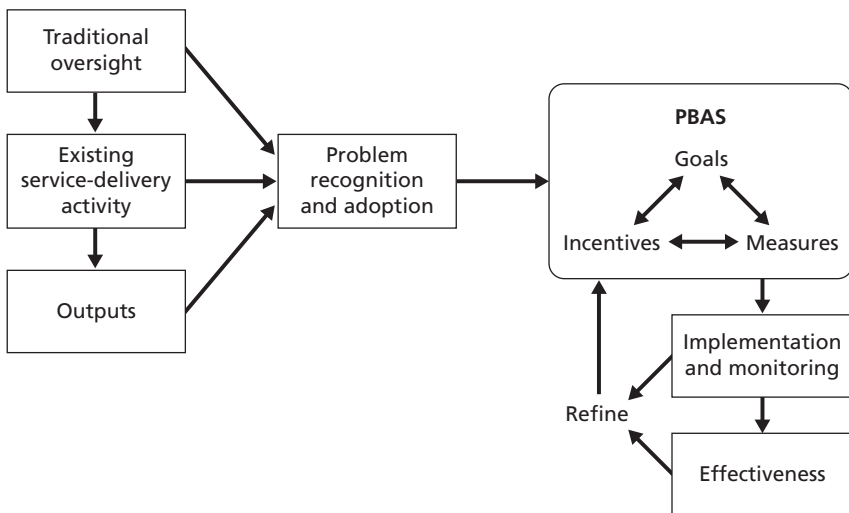 Traditional
oversight
Existing
service-delivery
activity
Outputs
Problem
recognition
and adoption
PBAS
Goals
Incentives
Measures
Implementation
and monitoring
Refine
Effectiveness